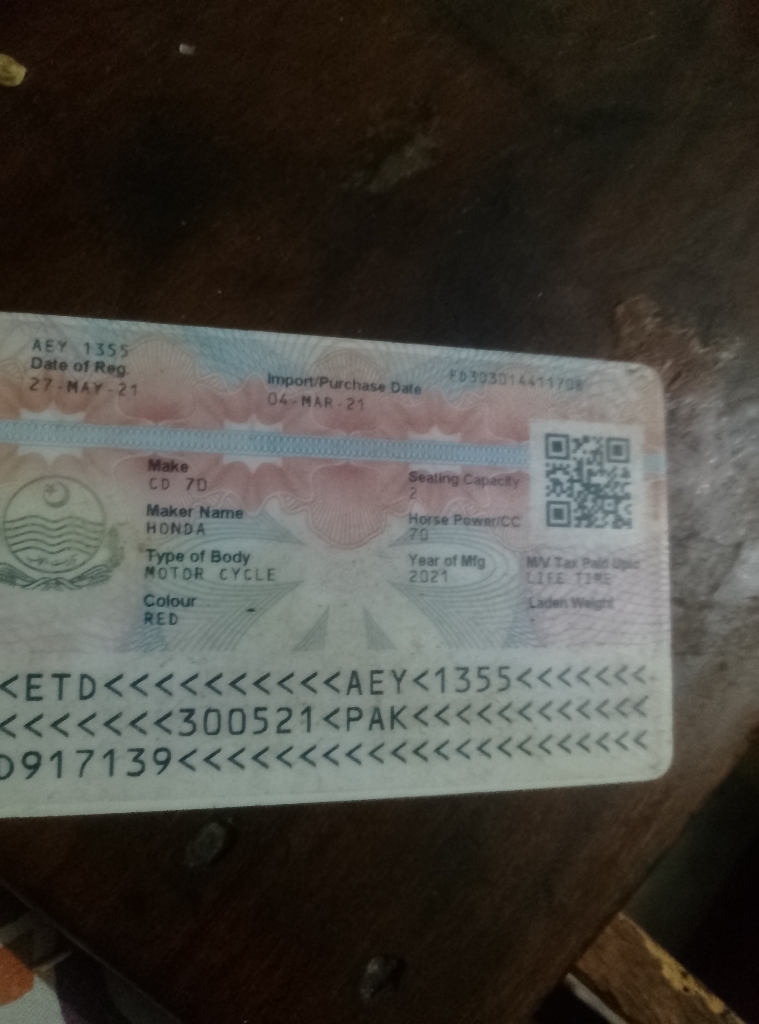 AEY 1355
Date of Reg.
27-MAY-21
Import/Purchase Date
04-MAR-21
FD303014411708
Make
CD 70
Maker Name
HONDA
Type of Body
MOTOR CYCLE
Colour
RED
Seating Capacity
2
Horse Power/CC
70
Year of Mfg
2021
M/V Tax Paid Upto
LIFE TIME
Laden Weight
<ETD<<<<<<<<<<<AEY<1355<<<<<<<
<<<<<<<300521<PAK<<<<<<<<<<<<<
D917139<<<<<<<<<<<<<<<<<<<<<<<